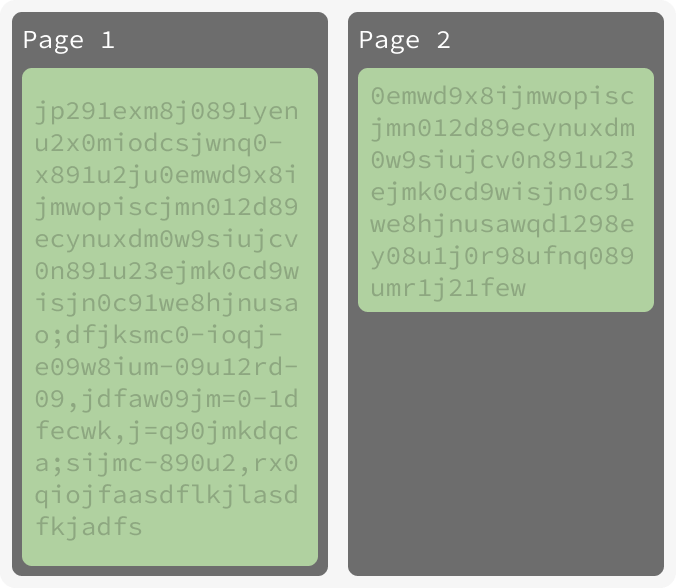 Page 1
jp291exm8j0891yen
u2x0miodcsjwnq0-
x891u2ju0emwd9x8i
jmwopiscjmn012d89
ecynuxdm0w9siujcv
0n891u23ejmk0cd9w
isjn0c91we8hjnusa
o;dfjksmc0-ioqj-
e09w8ium-09u12rd-
09,jdfaw09jm=0-1d
fecwk,j=q90jmkdqc
a;sijmc-890u2,rx0
qiojfaasdflkjlasd
fkjadfs
Page 2
0emwd9x8ijmwopisc
jmn012d89ecynuxdm
0w9siujcv0n891u23
ejmk0cd9wisjn0c91
we8hjnusawqd1298e
y08u1j0r98ufnq089
umr1j21few